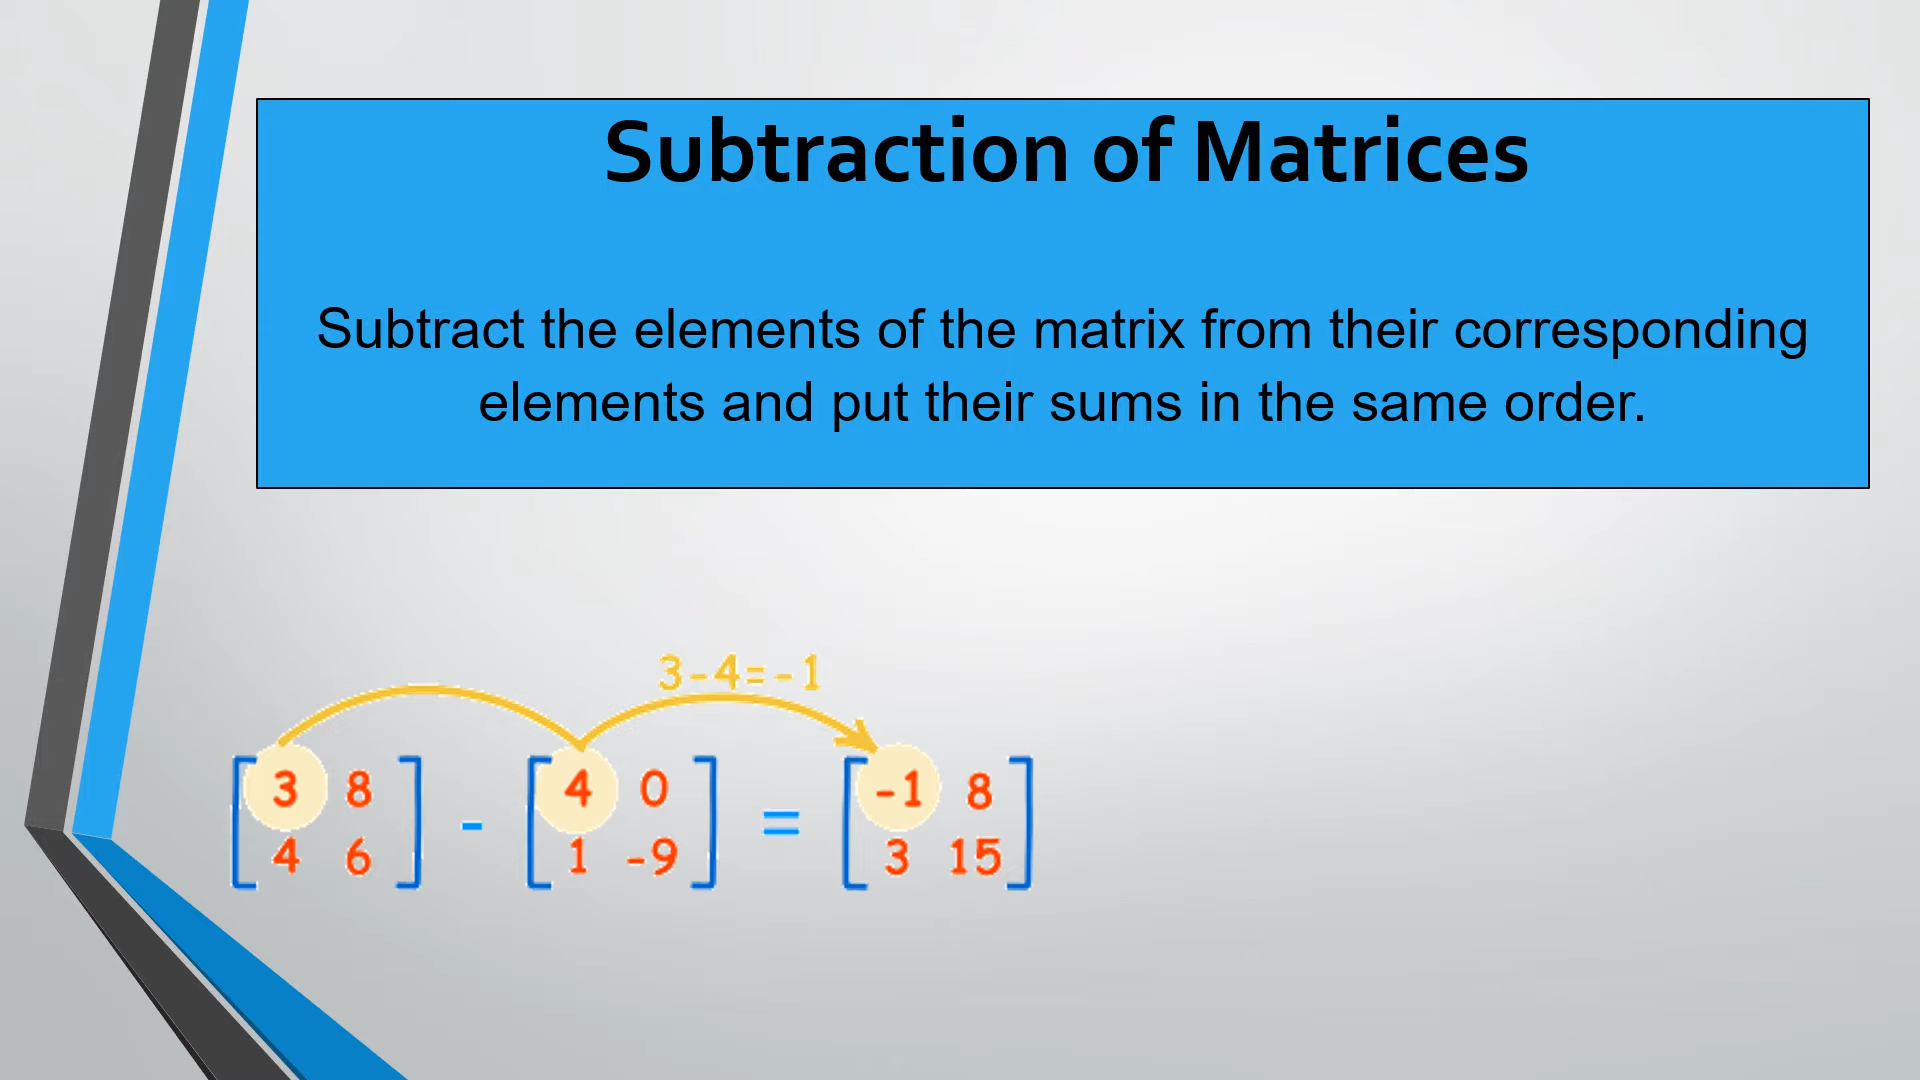 Subtraction of Matrices
Subtract the elements of the matrix from their corresponding
elements and put their sums in the same order.
3-4=-1
3 8 4 0 -1 8
- =
4 6 1 -9 3 15